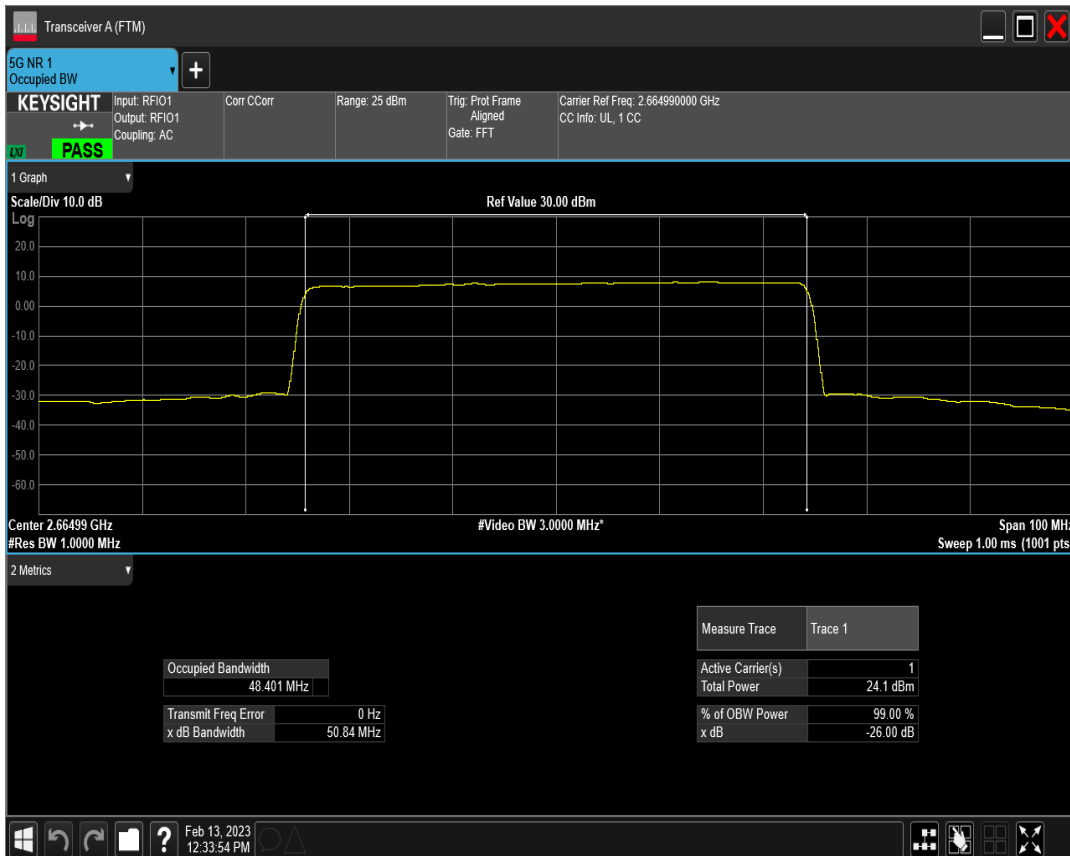 Transceiver A (FTM)
5G NR 1
Occupied BW
+
KEYSIGHT
LXI
PASS
Input: RFIO1
Output: RFIO1
Coupling: AC
Corr CCorr
Range: 25 dBm
Trig: Prot Frame
Aligned
Gate: FFT
Carrier Ref Freq: 2.664990000 GHz
CC Info: UL, 1 CC
1 Graph
Scale/Div 10.0 dB
Ref Value 30.00 dBm
Log
20.0
10.0
0.00
-10.0
-20.0
-30.0
-40.0
-50.0
-60.0
Center 2.66499 GHz
#Video BW 3.0000 MHz*
Span 100 MHz
#Res BW 1.0000 MHz
Sweep 1.00 ms (1001 pts
2 Metrics
Measure Trace Trace 1
Occupied Bandwidth
48.401 MHz
Active Carrier(s) 1
Total Power 24.1 dBm
Transmit Freq Error 0 Hz
x dB Bandwidth 50.84 MHz
% of OBW Power 99.00 %
x dB -26.00 dB
?
Feb 13, 2023
12:33:54 PM